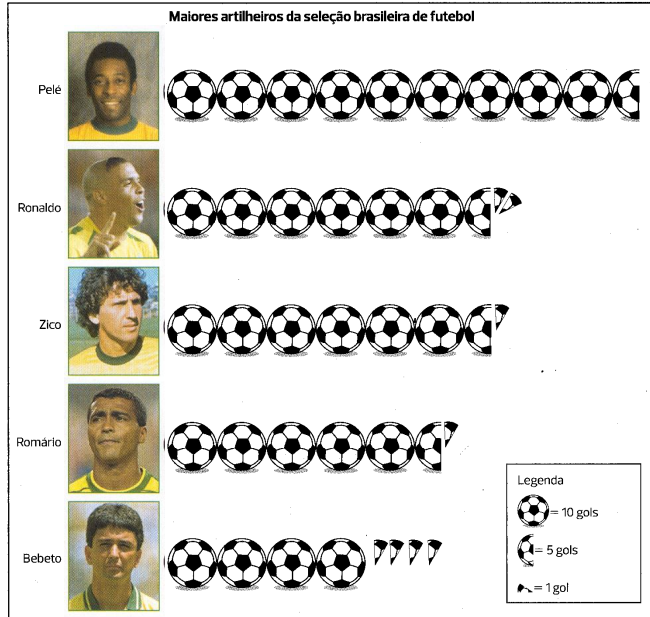 Maiores artilheiros da seleção brasileira de futebol
Pelé
Ronaldo
Zico
Romário
Bebeto
Legenda
= 10 gols
= 5 gols
= 1 gol